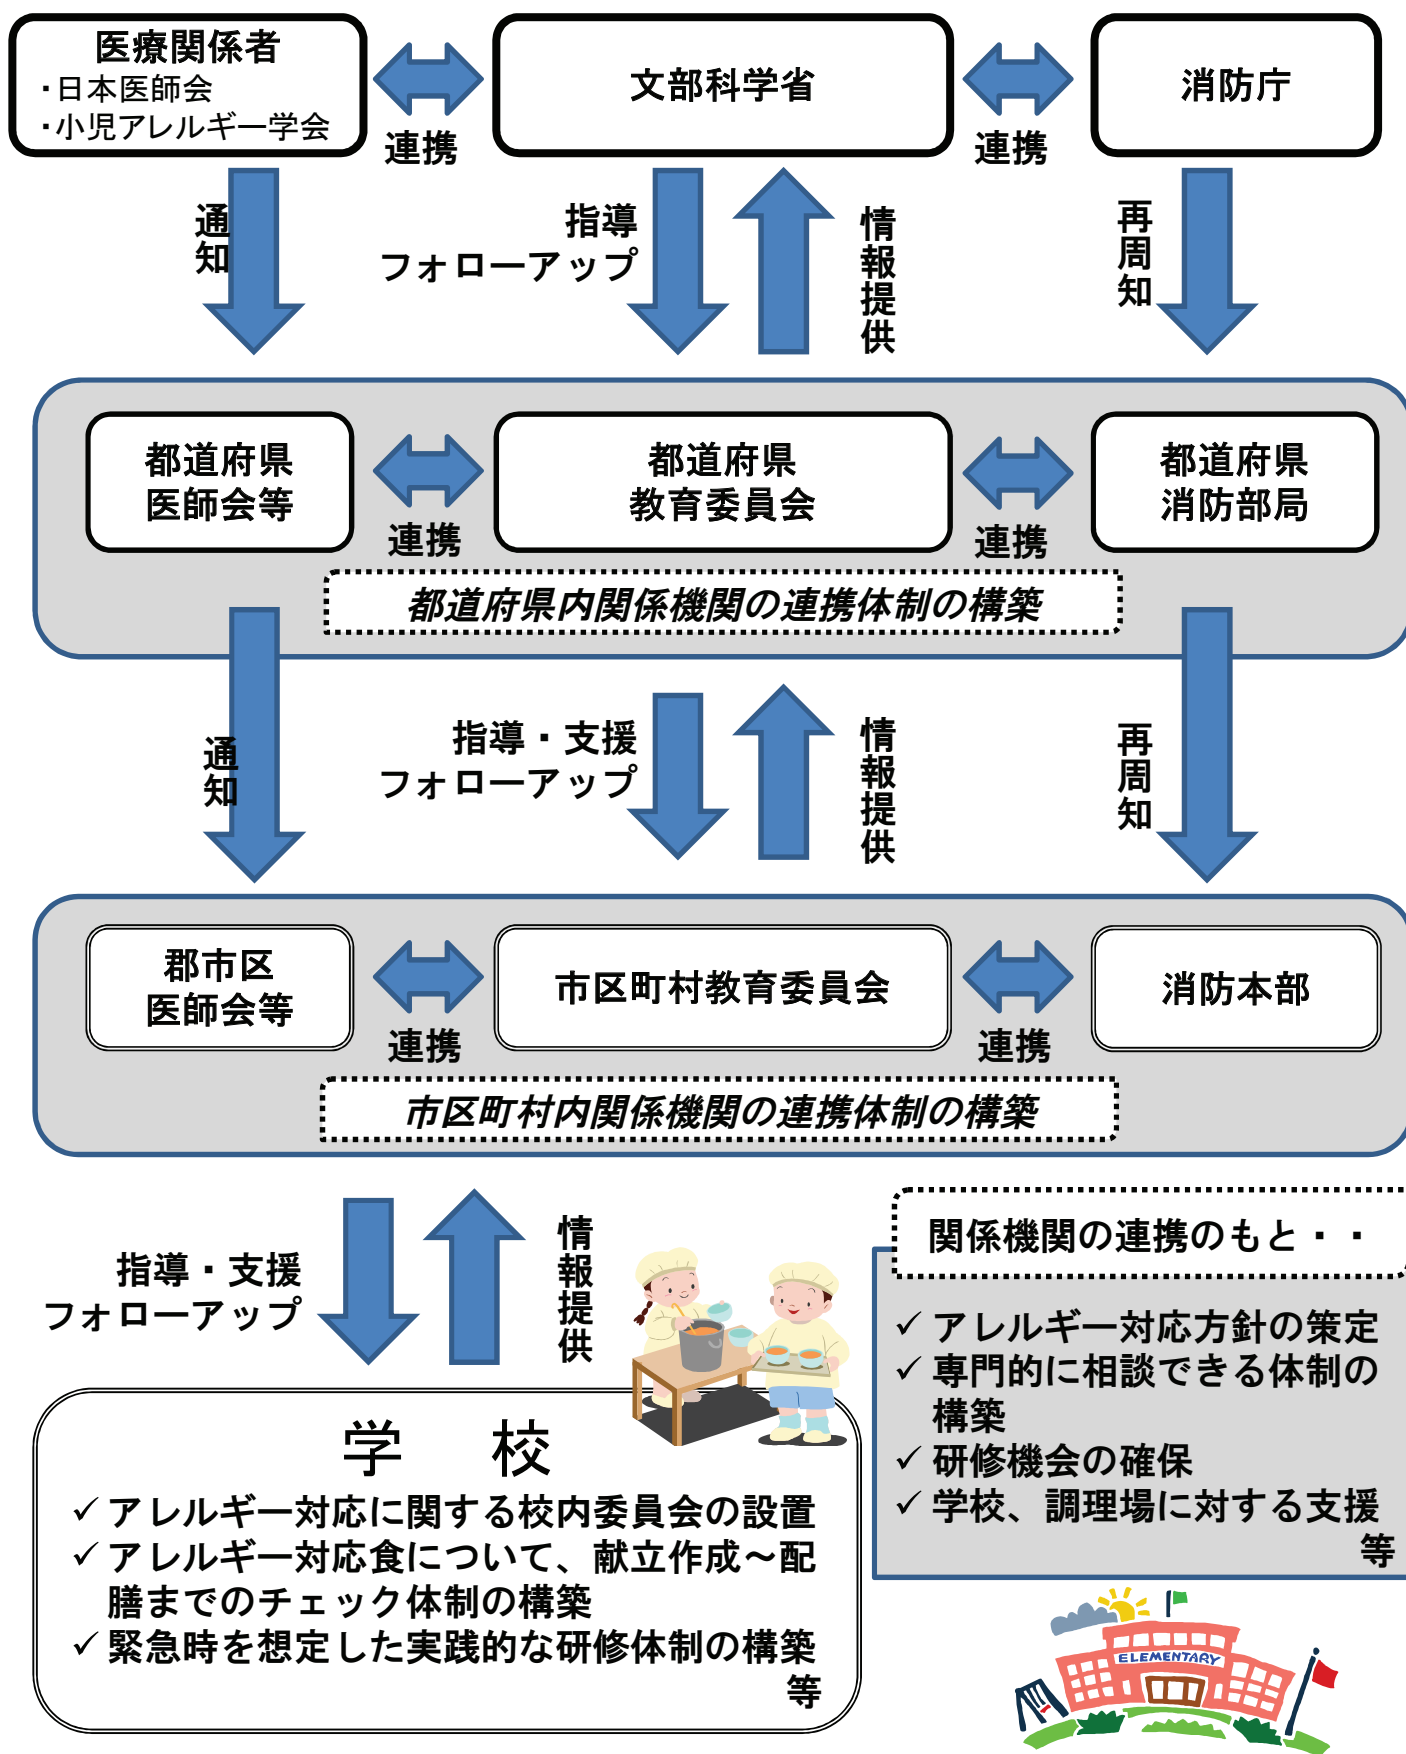 医療関係者
・日本医師会
・小児アレルギー学会
連携
文部科学省
連携
消防庁
通知
指導
フォローアップ
情報提供
再周知
都道府県
医師会等
連携
都道府県
教育委員会
連携
都道府県
消防部局
都道府県内関係機関の連携体制の構築
通知
指導・支援
フォローアップ
情報提供
再周知
郡市区
医師会等
連携
市区町村教育委員会
連携
消防本部
市区町村内関係機関の連携体制の構築
指導・支援
フォローアップ
情報提供
関係機関の連携のもと・・
✓アレルギー対応方針の策定
✓専門的に相談できる体制の
構築
✓研修機会の確保
✓学校、調理場に対する支援
等
学　校
✓アレルギー対応に関する校内委員会の設置
✓アレルギー対応食について、献立作成～配
膳までのチェック体制の構築
✓緊急時を想定した実践的な研修体制の構築
等
ELEMENTARY